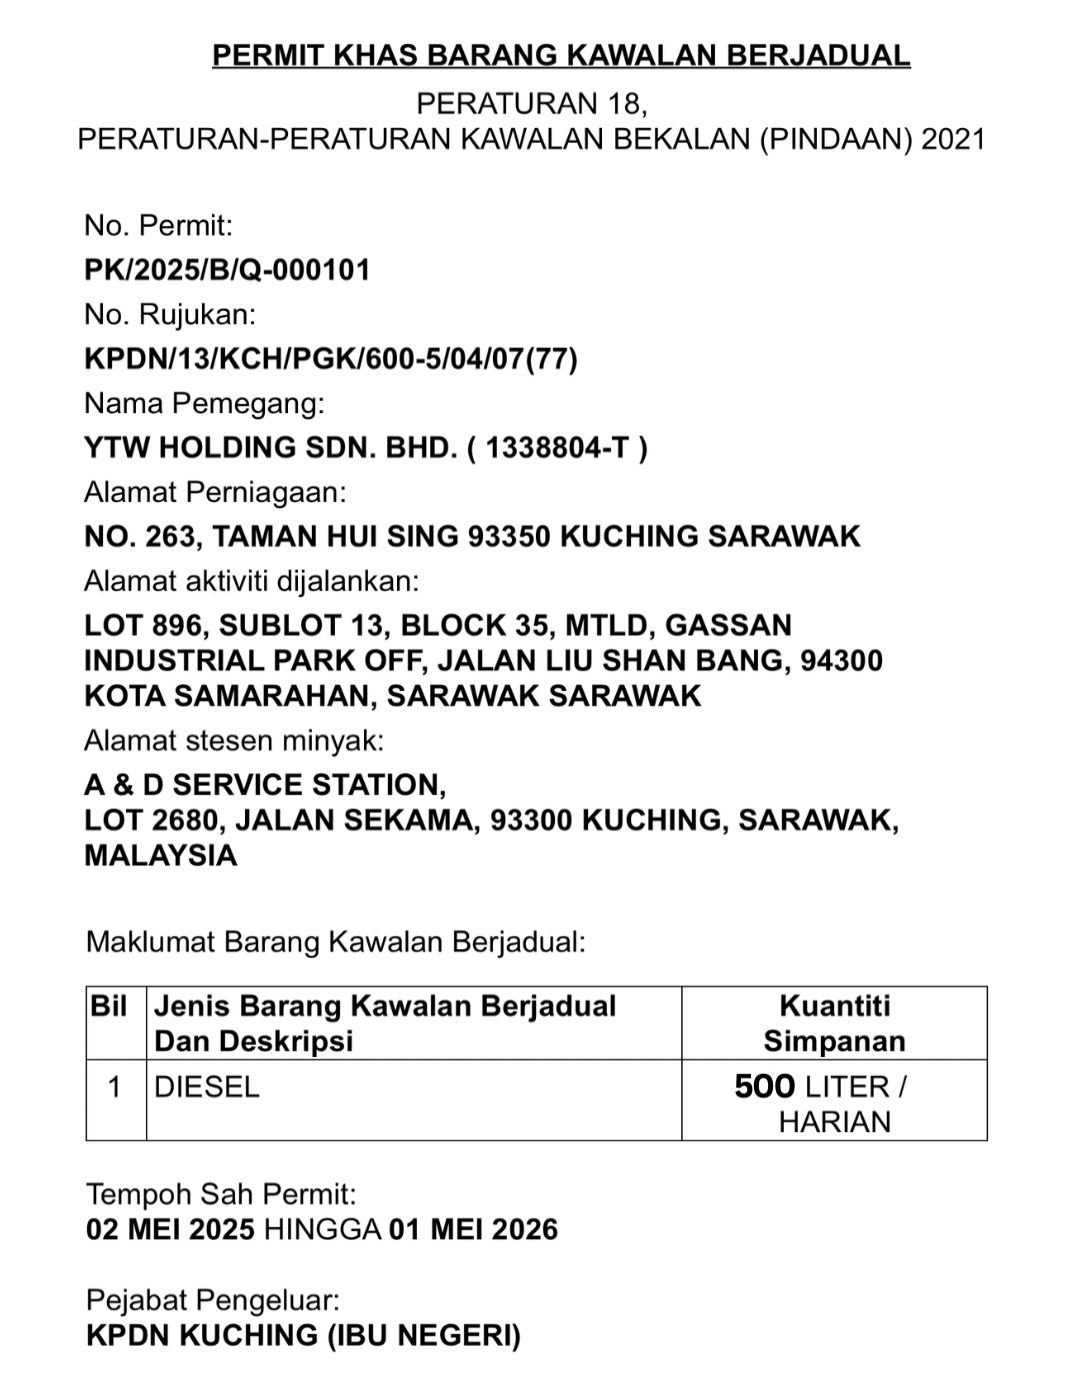 PERMIT KHAS BARANG KAWALAN BERJADUAL
PERATURAN 18,
PERATURAN-PERATURAN KAWALAN BEKALAN (PINDAAN) 2021
No. Permit:
PK/2025/B/Q-000101
No. Rujukan:
KPDN/13/KCH/PGK/600-5/04/07(77)
Nama Pemegang:
YTW HOLDING SDN. BHD. ( 1338804-T )
Alamat Perniagaan:
NO. 263, TAMAN HUI SING 93350 KUCHING SARAWAK
Alamat aktiviti dijalankan:
LOT 896, SUBLOT 13, BLOCK 35, MTLD, GASSAN
INDUSTRIAL PARK OFF, JALAN LIU SHAN BANG, 94300
KOTA SAMARAHAN, SARAWAK SARAWAK
Alamat stesen minyak:
A & D SERVICE STATION,
LOT 2680, JALAN SEKAMA, 93300 KUCHING, SARAWAK,
MALAYSIA
Maklumat Barang Kawalan Berjadual:
Bil Jenis Barang Kawalan Berjadual Kuantiti
Dan Deskripsi Simpanan
1 DIESEL 500 LITER /
HARIAN
Tempoh Sah Permit:
02 MEI 2025 HINGGA 01 MEI 2026
Pejabat Pengeluar:
KPDN KUCHING (IBU NEGERI)